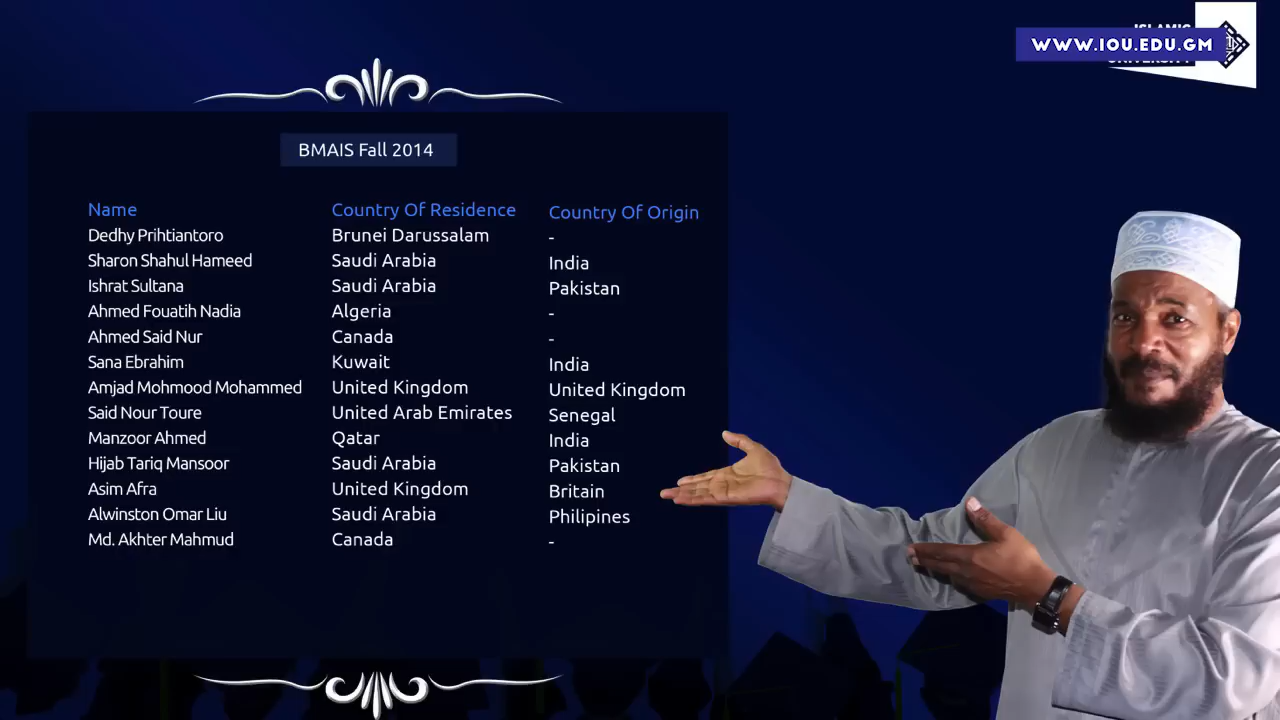 ISLAMIC
WWW.IOU.EDU.GM
UNIVERSITY
BMAIS Fall 2014
Name Country Of Residence Country Of Origin
Dedhy Prihtiantoro Brunei Darussalam -
Sharon Shahul Hameed Saudi Arabia India
Ishrat Sultana Saudi Arabia Pakistan
Ahmed Fouatih Nadia Algeria -
Ahmed Said Nur Canada -
Sana Ebrahim Kuwait India
Amjad Mohmood Mohammed United Kingdom United Kingdom
Said Nour Toure United Arab Emirates Senegal
Manzoor Ahmed Qatar India
Hijab Tariq Mansoor Saudi Arabia Pakistan
Asim Afra United Kingdom Britain
Alwinston Omar Liu Saudi Arabia Philipines
Md. Akhter Mahmud Canada -